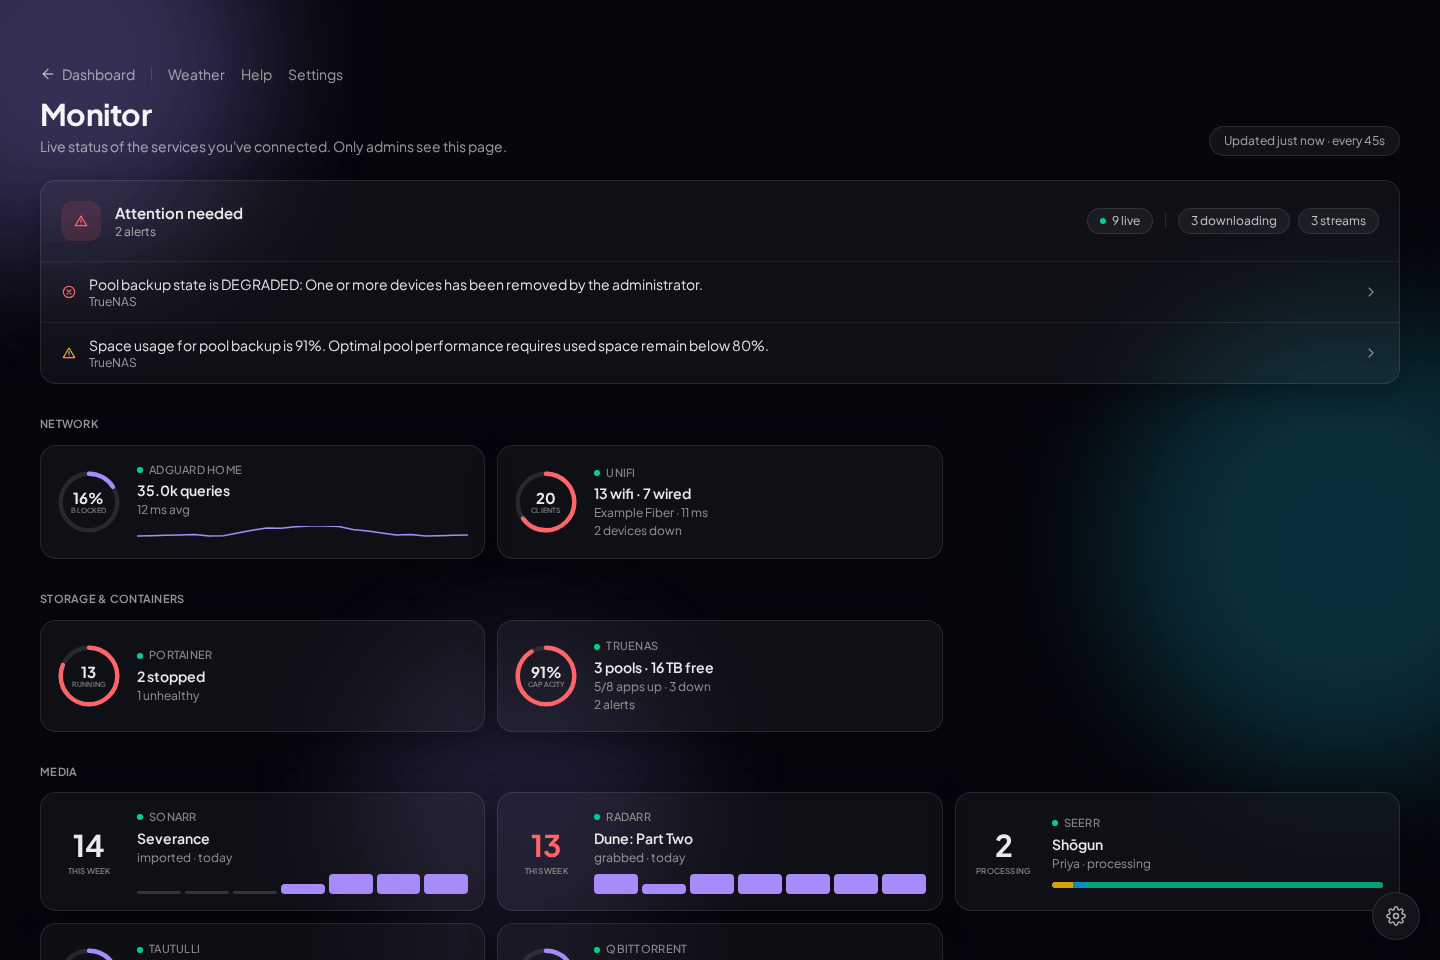 Dashboard
Weather
Help
Settings
Monitor
Live status of the services you've connected. Only admins see this page.
Updated just now · every 45s
Attention needed
2 alerts
9 live
3 downloading
3 streams
Pool backup state is DEGRADED: One or more devices has been removed by the administrator.
TrueNAS
Space usage for pool backup is 91%. Optimal pool performance requires used space remain below 80%.
TrueNAS
NETWORK
16%
BLOCKED
ADGUARD HOME
35.0k queries
12 ms avg
20
CLIENTS
UNIFI
13 wifi · 7 wired
Example Fiber · 11 ms
2 devices down
STORAGE & CONTAINERS
13
RUNNING
PORTAINER
2 stopped
1 unhealthy
91%
CAPACITY
TRUENAS
3 pools · 16 TB free
5/8 apps up · 3 down
2 alerts
MEDIA
14
THIS WEEK
SONARR
Severance
imported · today
13
THIS WEEK
RADARR
Dune: Part Two
grabbed · today
2
PROCESSING
SEERR
Shōgun
Priya · processing
TAUTULLI
QBITTORRENT